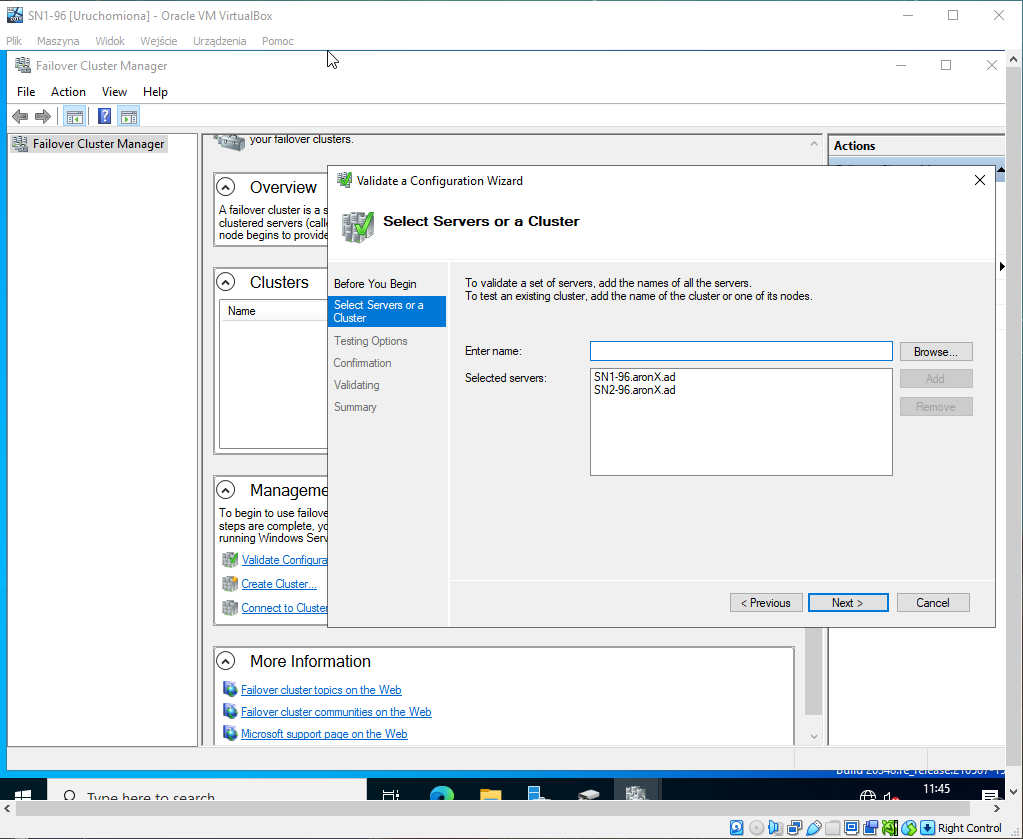 SN1-96 [Uruchomiona] - Oracle VM VirtualBox
Plik Maszyna Widok Wejście Urządzenia Pomoc
Failover Cluster Manager
File Action View Help
Failover Cluster Manager
your failover clusters.
Actions
Overview
A failover cluster is a s
clustered servers (calle
node begins to provide
Clusters
Name
Manageme
To begin to use failove
steps are complete, yo
running Windows Serv
Validate Configura
Create Cluster...
Connect to Cluster
More Information
Failover cluster topics on the Web
Failover cluster communities on the Web
Microsoft support page on the Web
Validate a Configuration Wizard
Select Servers or a Cluster
Before You Begin
Select Servers or a
Cluster
Testing Options
Confirmation
Validating
Summary
To validate a set of servers, add the names of all the servers.
To test an existing cluster, add the name of the cluster or one of its nodes.
Enter name:
Browse...
Selected servers:
SN1-96.aronX.ad
SN2-96.aronX.ad
Add
Remove
< Previous
Next >
Cancel
Type here to search
11:45
Right Control